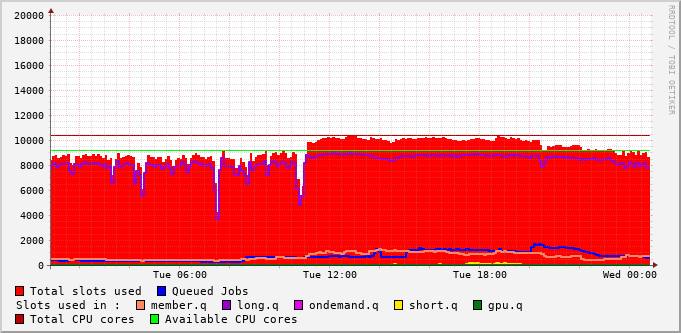 20000
18000
16000
14000
12000
10000
8000
6000
4000
2000
0
Tue 06:00 Tue 12:00 Tue 18:00 Wed 00:00
Total slots used Queued Jobs
Slots used in : member.q long.q ondemand.q short.q gpu.q
Total CPU cores Available CPU cores
RRDTOOL / TOBI OETIKER